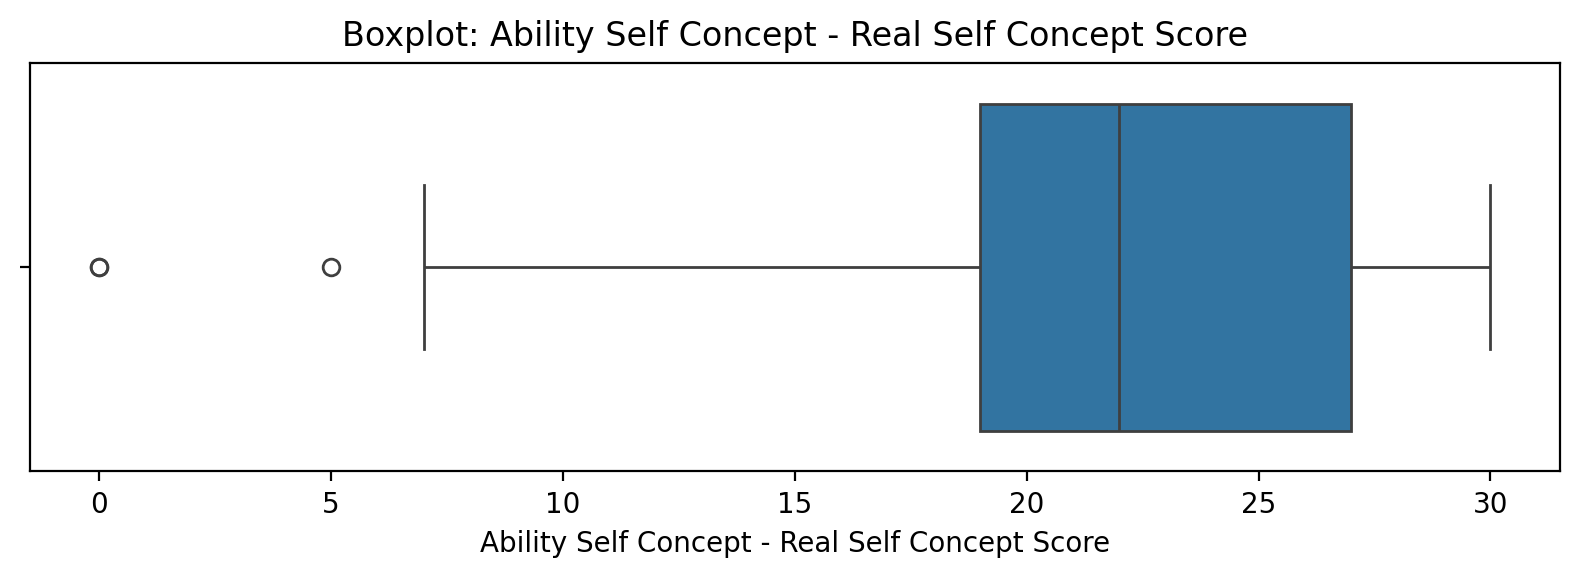 Boxplot: Ability Self Concept - Real Self Concept Score
0 5 10 15 20 25 30
Ability Self Concept - Real Self Concept Score